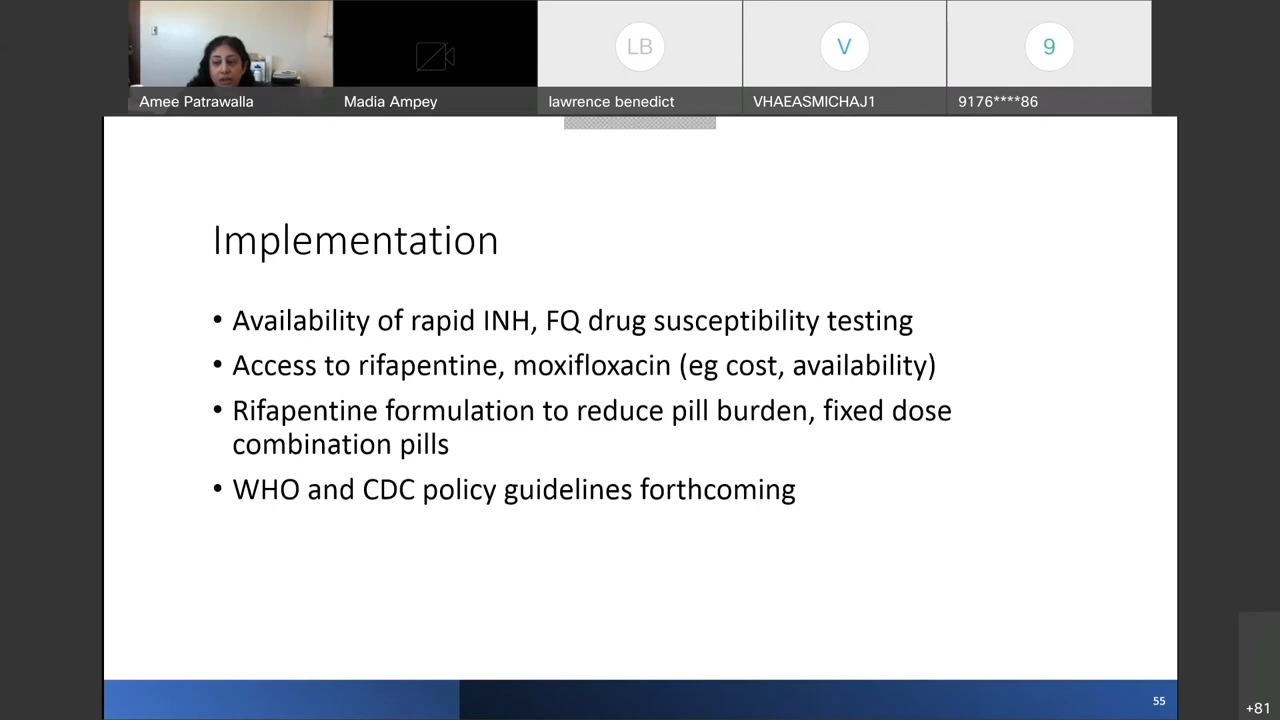 LB
V
9
Amee Patrawalla
Madia Ampey
lawrence benedict
VHAEASMICHAJ1
9176****86
Implementation
• Availability of rapid INH, FQ drug susceptibility testing
• Access to rifapentine, moxifloxacin (eg cost, availability)
• Rifapentine formulation to reduce pill burden, fixed dose
combination pills
• WHO and CDC policy guidelines forthcoming
55
+81